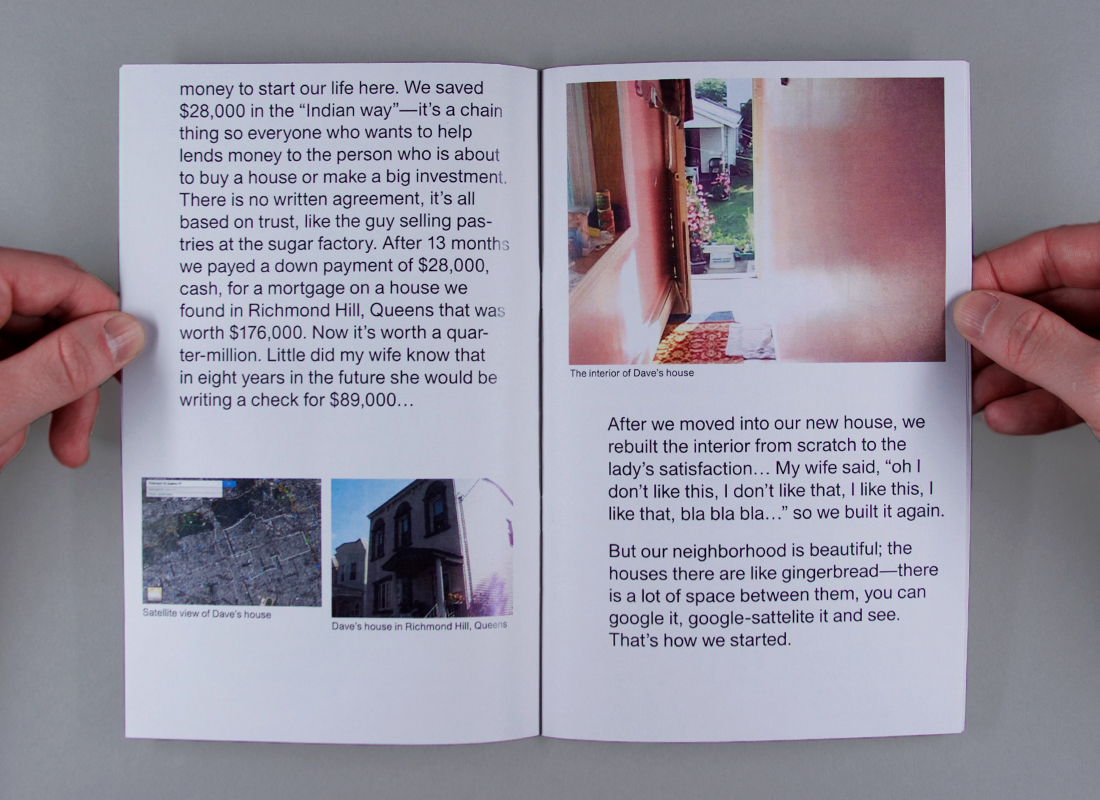 money to start our life here. We saved
$28,000 in the “Indian way”—it’s a chain
thing so everyone who wants to help
lends money to the person who is about
to buy a house or make a big investment.
There is no written agreement, it’s all
based on trust, like the guy selling pas-
tries at the sugar factory. After 13 months
we payed a down payment of $28,000,
cash, for a mortgage on a house we
found in Richmond Hill, Queens that was
worth $176,000. Now it’s worth a quar-
ter-million. Little did my wife know that
in eight years in the future she would be
writing a check for $89,000…
Satellite view of Dave’s house
Dave’s house in Richmond Hill, Queens
The interior of Dave’s house
After we moved into our new house, we
rebuilt the interior from scratch to the
lady’s satisfaction… My wife said, “oh I
don’t like this, I don’t like that, I like this, I
like that, bla bla bla…” so we built it again.
But our neighborhood is beautiful; the
houses there are like gingerbread—there
is a lot of space between them, you can
google it, google-sattelite it and see.
That’s how we started.